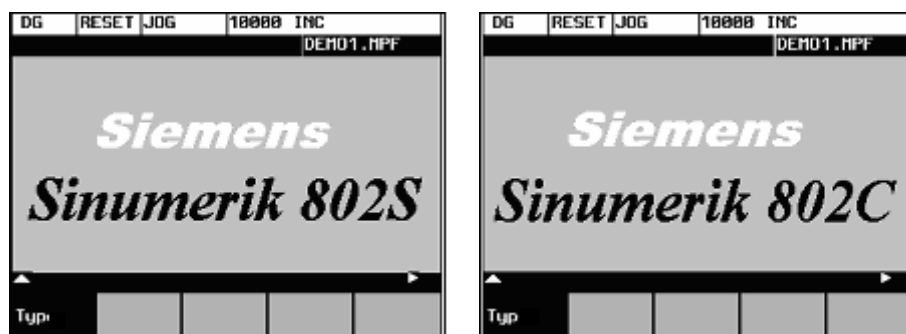 DG RESET JOG 10000 INC
DEMO1.MPF
Siemens
Sinumerik 802S
Typ
DG RESET JOG 10000 INC
DEMO1.MPF
Siemens
Sinumerik 802C
Typ